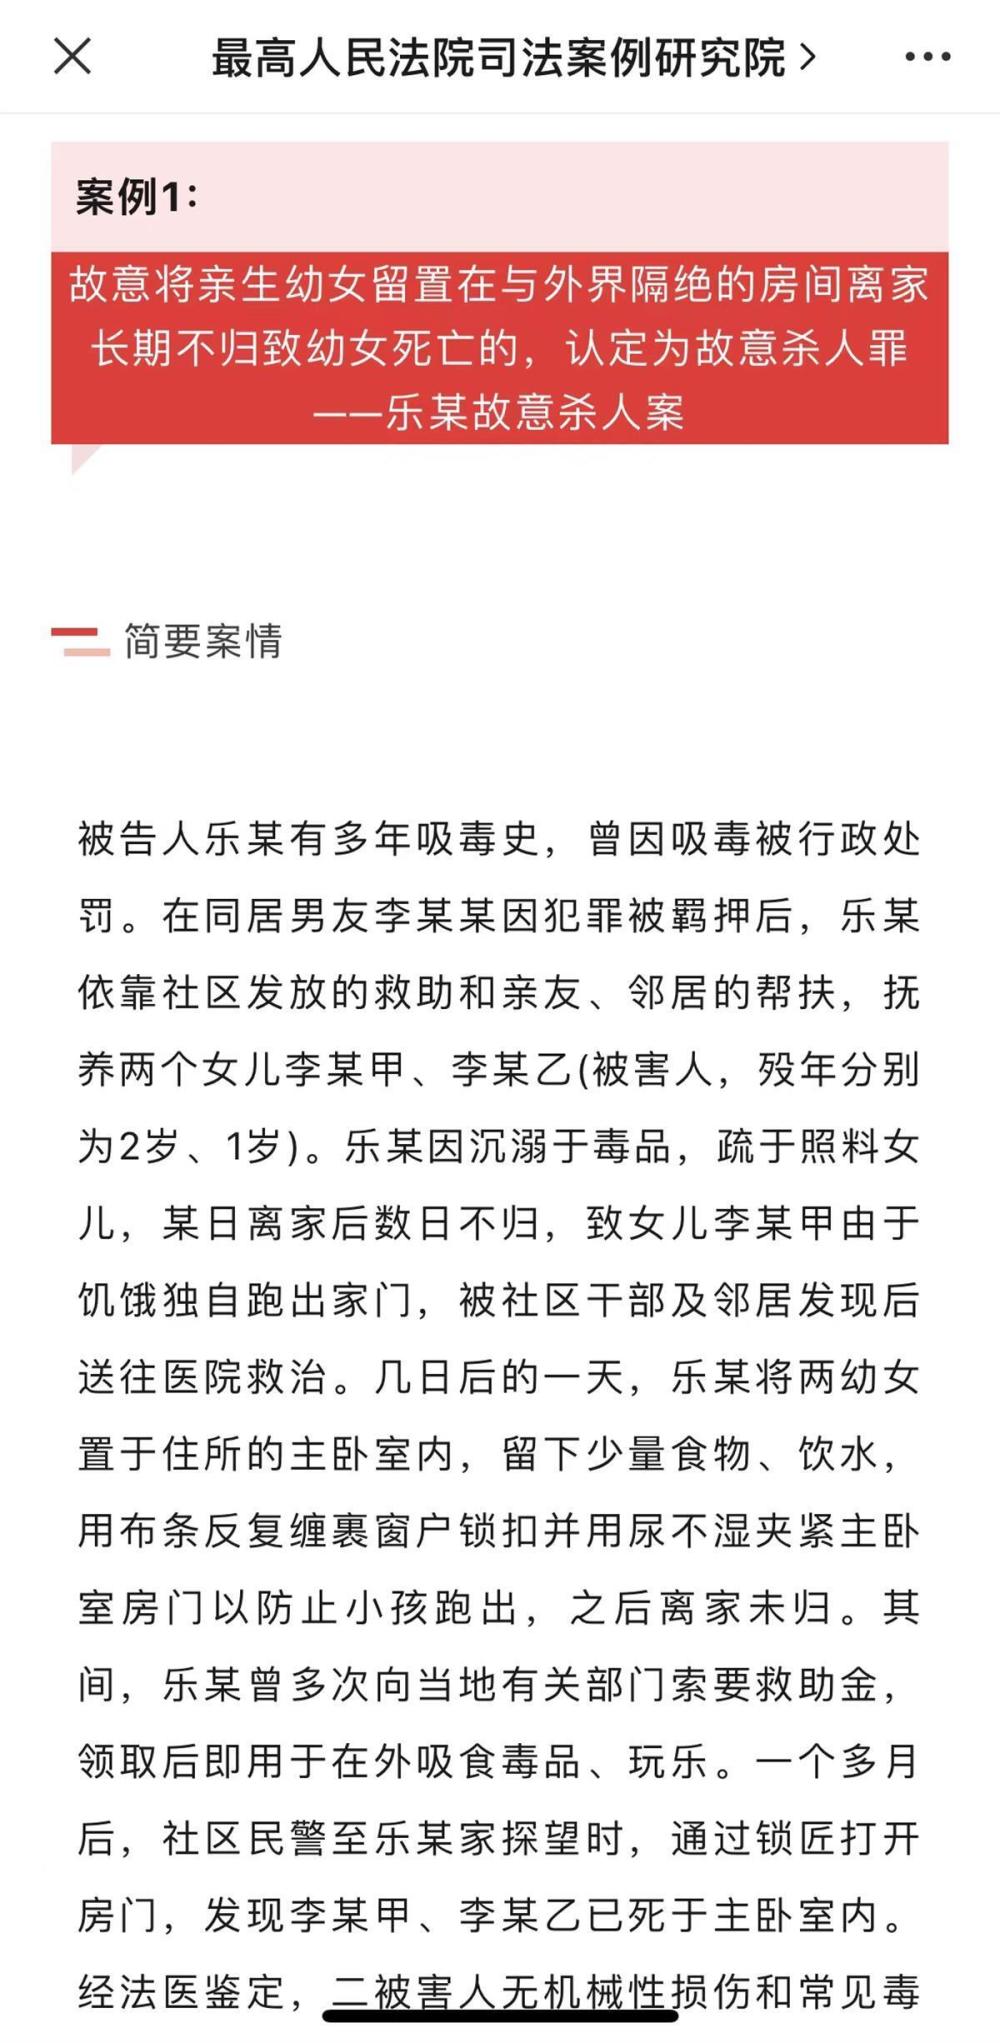 最高人民法院司法案例研究院
案例1:
故意将亲生幼女留置在与外界隔绝的房间离家
长期不归致幼女死亡的，认定为故意杀人罪
——乐某故意杀人案
简要案情
被告人乐某有多年吸毒史，曾因吸毒被行政处
罚。在同居男友李某某因犯罪被羁押后，乐某
依靠社区发放的救助和亲友、邻居的帮扶，抚
养两个女儿李某甲、李某乙(被害人，殁年分别
为2岁、1岁)。乐某因沉溺于毒品，疏于照料女
儿，某日离家后数日不归，致女儿李某甲由于
饥饿独自跑出家门，被社区干部及邻居发现后
送往医院救治。几日后的一天，乐某将两幼女
置于住所的主卧室内，留下少量食物、饮水，
用布条反复缠裹窗户锁扣并用尿不湿夹紧主卧
室房门以防止小孩跑出，之后离家未归。其
间，乐某曾多次向当地有关部门索要救助金，
领取后即用于在外吸食毒品、玩乐。一个多月
后，社区民警至乐某家探望时，通过锁匠打开
房门，发现李某甲、李某乙已死于主卧室内。
经法医鉴定，二被害人无机械性损伤和常见毒